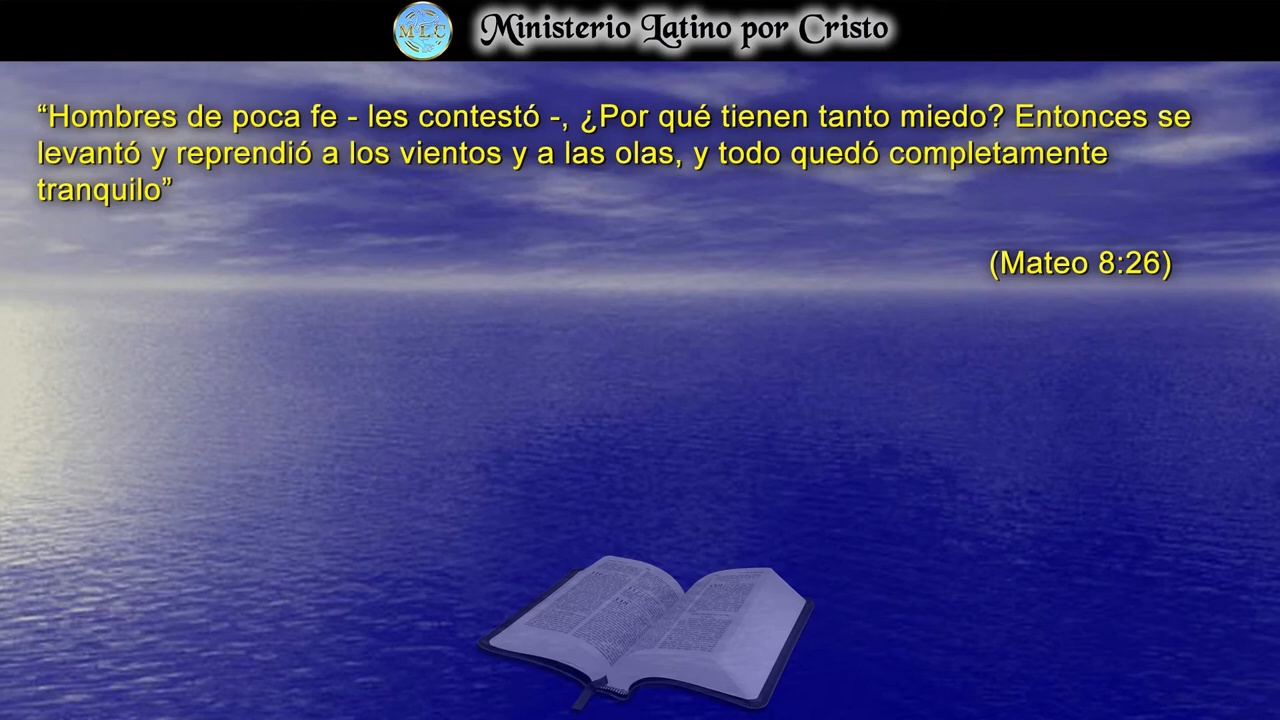 MLC Ministerio Latino por Cristo
“Hombres de poca fe - les contestó -, ¿Por qué tienen tanto miedo? Entonces se
levantó y reprendió a los vientos y a las olas, y todo quedó completamente
tranquilo”
(Mateo 8:26)